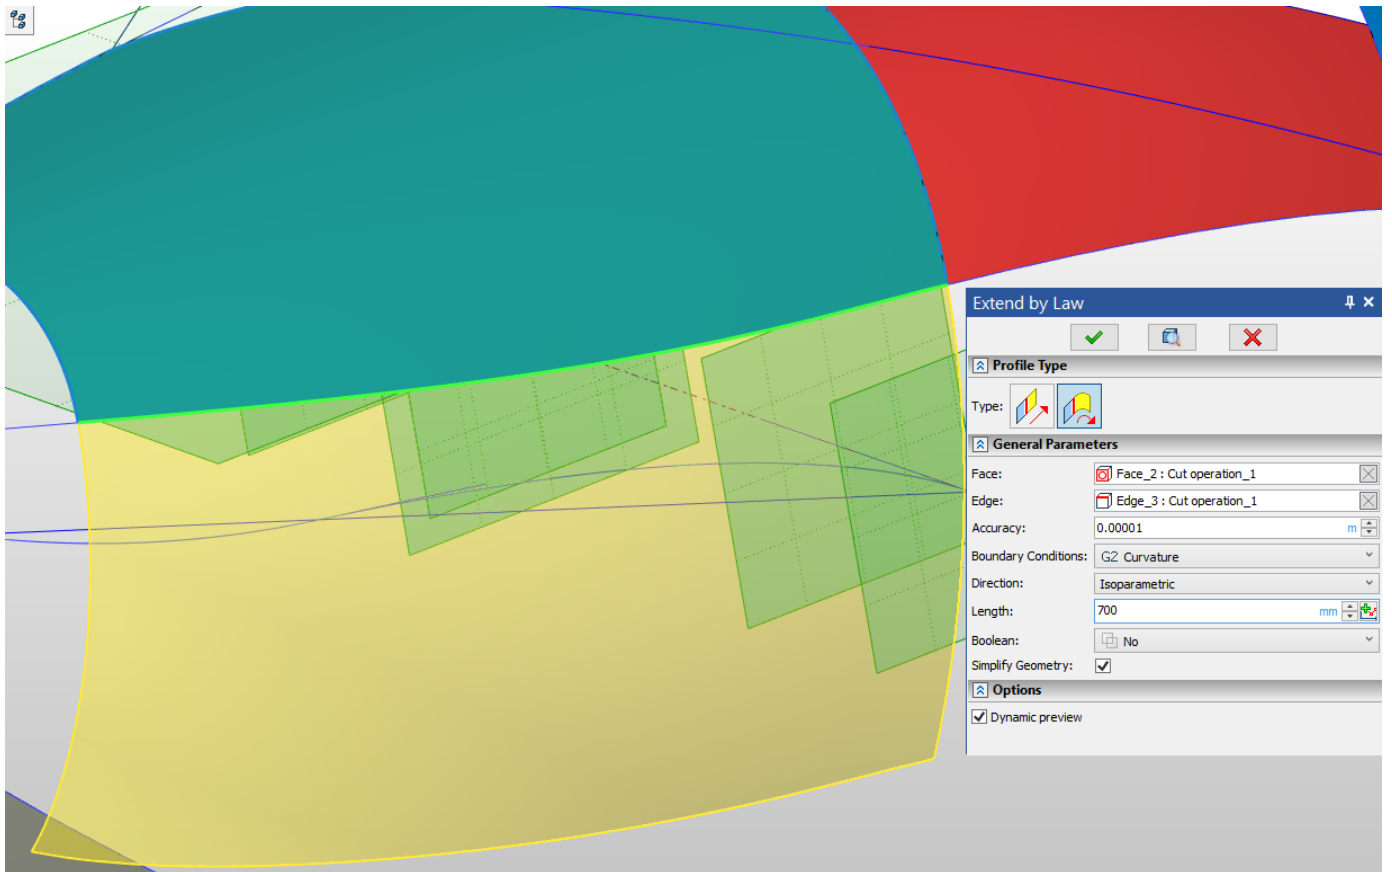 Extend by Law
Profile Type
Type:
General Parameters
Face: Face_2 : Cut operation_1
Edge: Edge_3 : Cut operation_1
Accuracy: 0.00001 m
Boundary Conditions: G2 Curvature
Direction: Isoparametric
Length: 700 mm
Boolean: No
Simplify Geometry:
Options
Dynamic preview